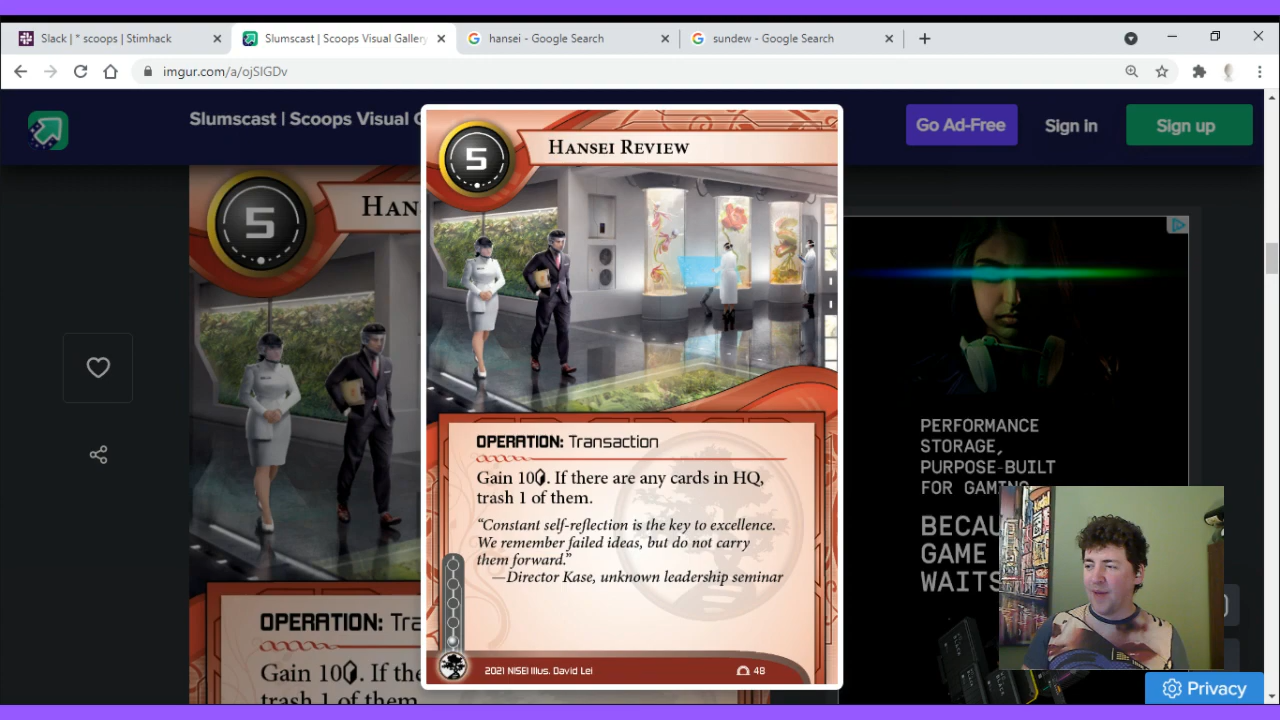 Slack | * scoops | Stimhack
Slumscast | Scoops Visual Gallery
hansei - Google Search
sundew - Google Search
imgur.com/a/ojSIGDv
Slumscast | Scoops Visual G
Go Ad-Free
Sign in
Sign up
5
HANSEI REVIEW
5
HAN
OPERATION: Transaction
Gain 10. If there are any cards in HQ,
trash 1 of them.
"Constant self-reflection is the key to excellence.
We remember failed ideas, but do not carry
them forward."
—Director Kase, unknown leadership seminar
2021 NISEI Illus. David Lei
48
OPERATION: Tra
Gain 10. If the
trash 1 of them
PERFORMANCE
STORAGE,
PURPOSE-BUILT
FOR GAMING
BECAU
GAME
WAITS
Privacy